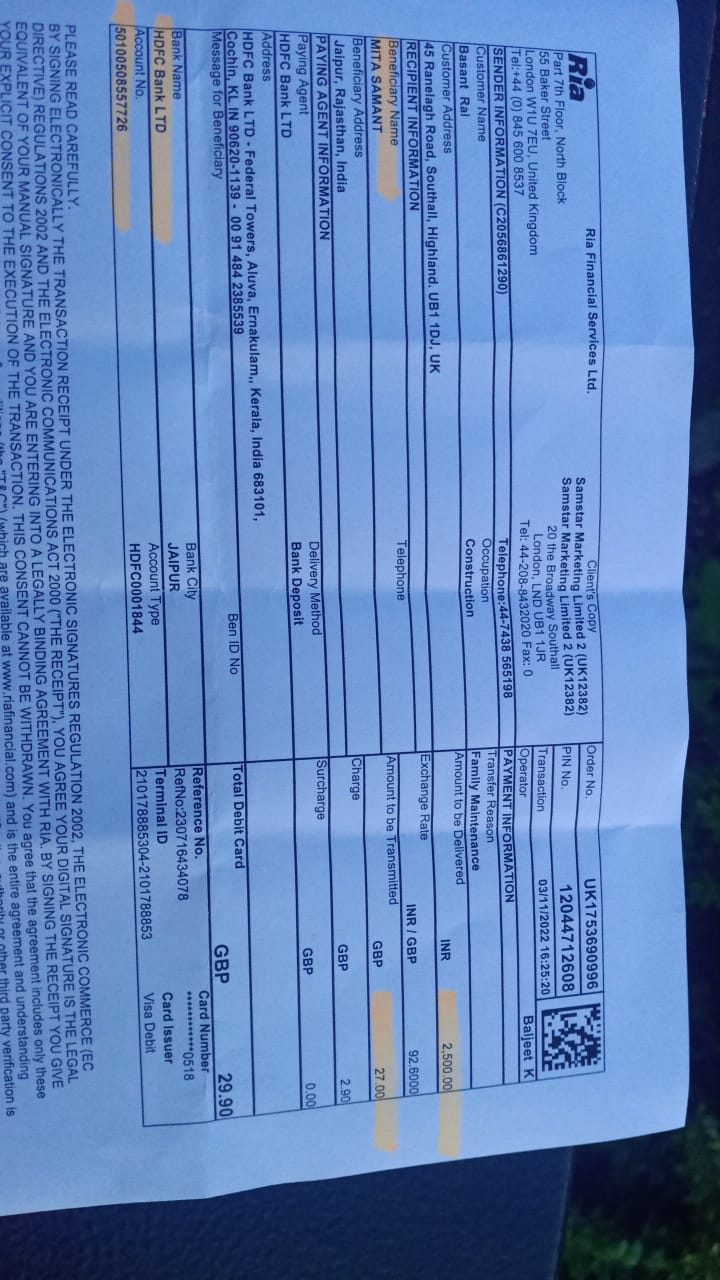 Ria
Ria Financial Services Ltd.
Part 7th Floor, North Block
55 Baker Street
London W1U 7EU, United Kingdom
Tel:+44 (0) 845 600 8537
Client's Copy
Samstar Marketing Limited 2 (UK12382)
Samstar Marketing Limited 2 (UK12382)
20 the Broadway Southall
London, LND UB1 1JR
Tel: 44-208-8432020 Fax: 0
Order No. UK1753690996
PIN No. 12044712608
Transaction 03/11/2022 16:25:20
Operator Baljeet K
SENDER INFORMATION (C2056861290) Telephone:44-7438 565198
Customer Name Occupation
Basant Rai Construction
Customer Address
45 Ranelagh Road, Southall, Highland. UB1 1DJ, UK
RECIPIENT INFORMATION
Beneficiary Name Telephone
MITA SAMANT
Beneficiary Address
Jaipur, Rajasthan, India
PAYING AGENT INFORMATION
Paying Agent Delivery Method
HDFC Bank LTD Bank Deposit
Address
HDFC Bank LTD - Federal Towers, Aluva, Ernakulam,, Kerala, India 683101,
Cochin, KL IN 90620-1139 - 00 91 484 2385539
Message for Beneficiary Ben ID No
Bank Name Bank City
HDFC Bank LTD JAIPUR
Account No. Account Type
50100508557726 HDFC0001844
PAYMENT INFORMATION
Transfer Reason
Family Maintenance
Amount to be Delivered INR 2,500.00
Exchange Rate INR / GBP 92.6000
Amount to be Transmitted GBP 27.00
Charge GBP 2.90
Surcharge GBP 0.00
Total Debit Card GBP 29.90
Reference No. Card Number
RefNo:230716434078 ************0518
Terminal ID Card Issuer
210178885304-2101788853 Visa Debit
PLEASE READ CAREFULLY.
BY SIGNING ELECTRONICALLY THE TRANSACTION RECEIPT UNDER THE ELECTRONIC SIGNATURES REGULATION 2002, THE ELECTRONIC COMMERCE (EC
DIRECTIVE) REGULATIONS 2002 AND THE ELECTRONIC COMMUNICATIONS ACT 2000 ("THE RECEIPT"), YOU AGREE YOUR DIGITAL SIGNATURE IS THE LEGAL
EQUIVALENT OF YOUR MANUAL SIGNATURE AND YOU ARE ENTERING INTO A LEGALLY BINDING AGREEMENT WITH RIA. BY SIGNING THE RECEIPT YOU GIVE
YOUR EXPLICIT CONSENT TO THE EXECUTION OF THE TRANSACTION. THIS CONSENT CANNOT BE WITHDRAWN. You agree that the agreement includes only these
(the "T&C") (which are available at www.riafinancial.com) and is the entire agreement and understanding
or other third party verification is